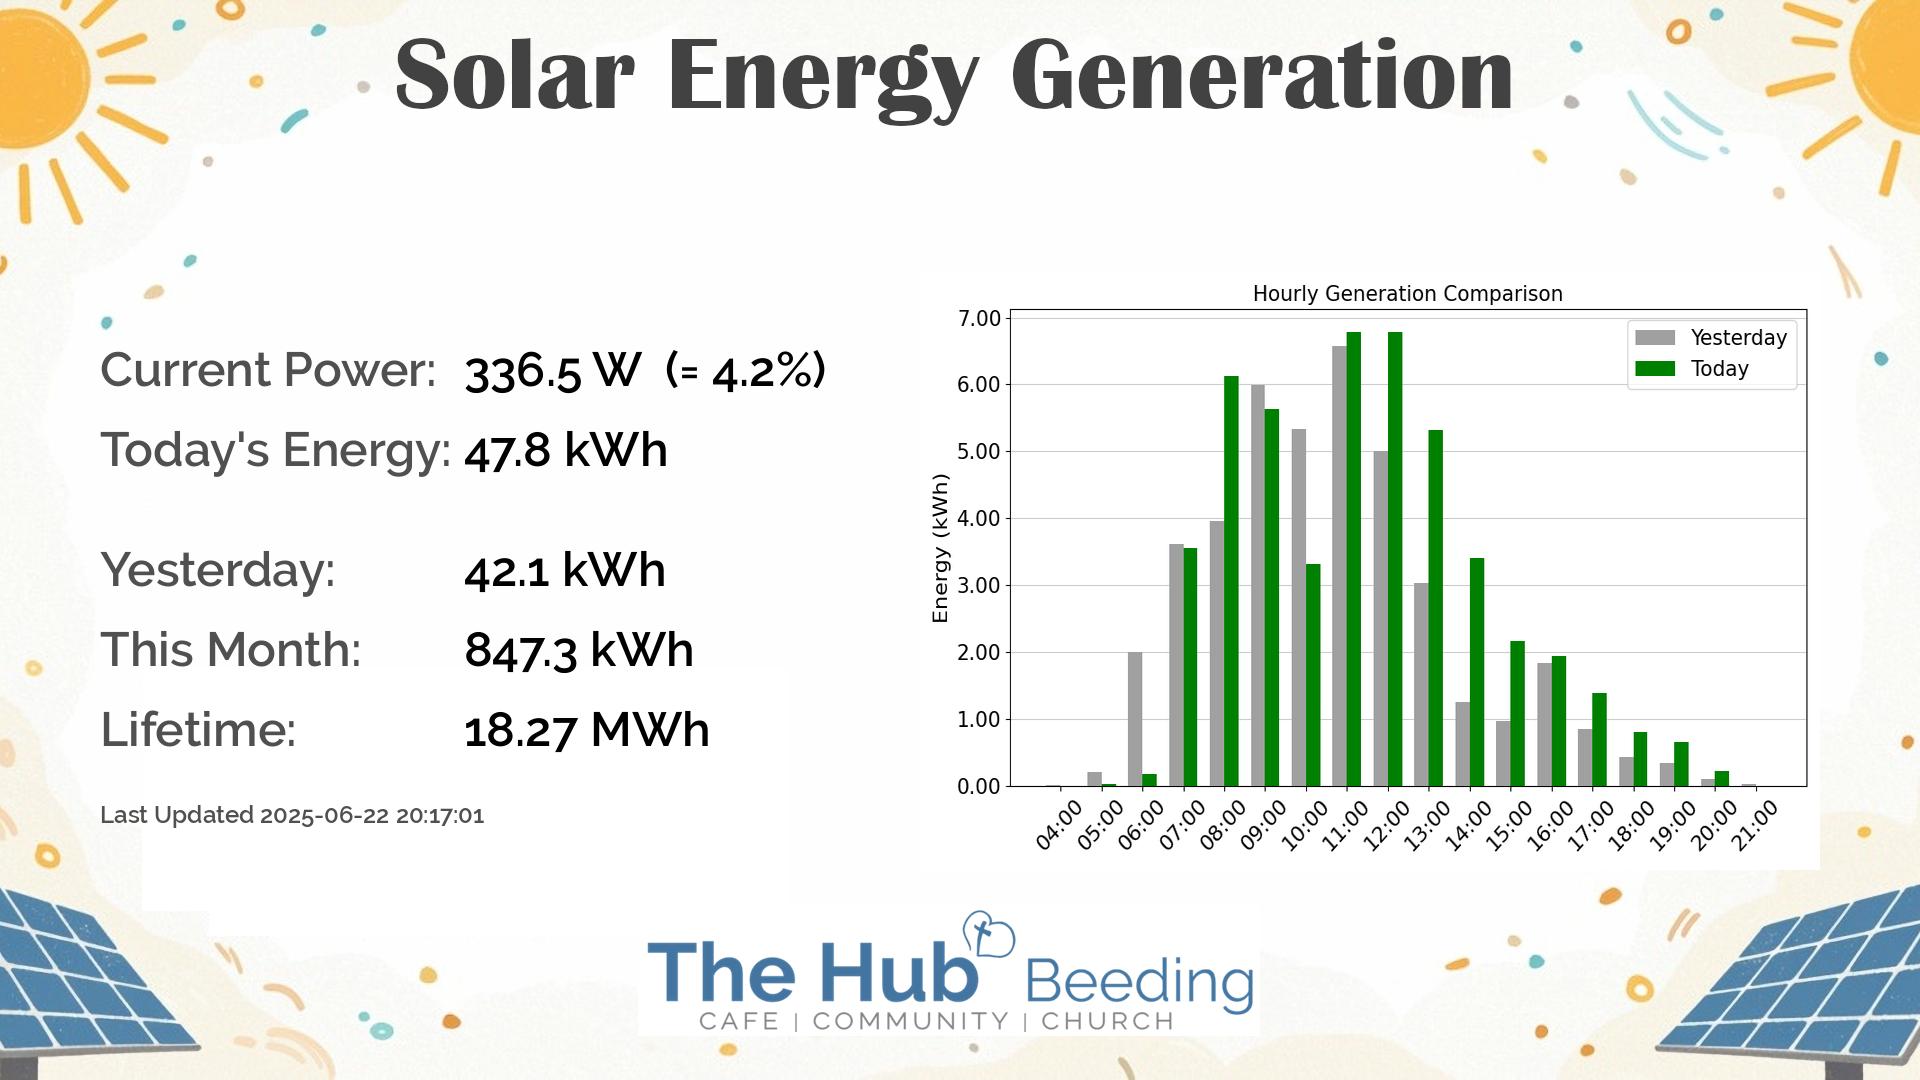 Solar Energy Generation
Current Power: 336.5 W (= 4.2%)
Today's Energy: 47.8 kWh
Yesterday: 42.1 kWh
This Month: 847.3 kWh
Lifetime: 18.27 MWh
Last Updated 2025-06-22 20:17:01
Hourly Generation Comparison
Yesterday
Today
Energy (kWh)
7.00
6.00
5.00
4.00
3.00
2.00
1.00
0.00
04:00 05:00 06:00 07:00 08:00 09:00 10:00 11:00 12:00 13:00 14:00 15:00 16:00 17:00 18:00 19:00 20:00 21:00
The Hub Beeding
CAFE | COMMUNITY | CHURCH